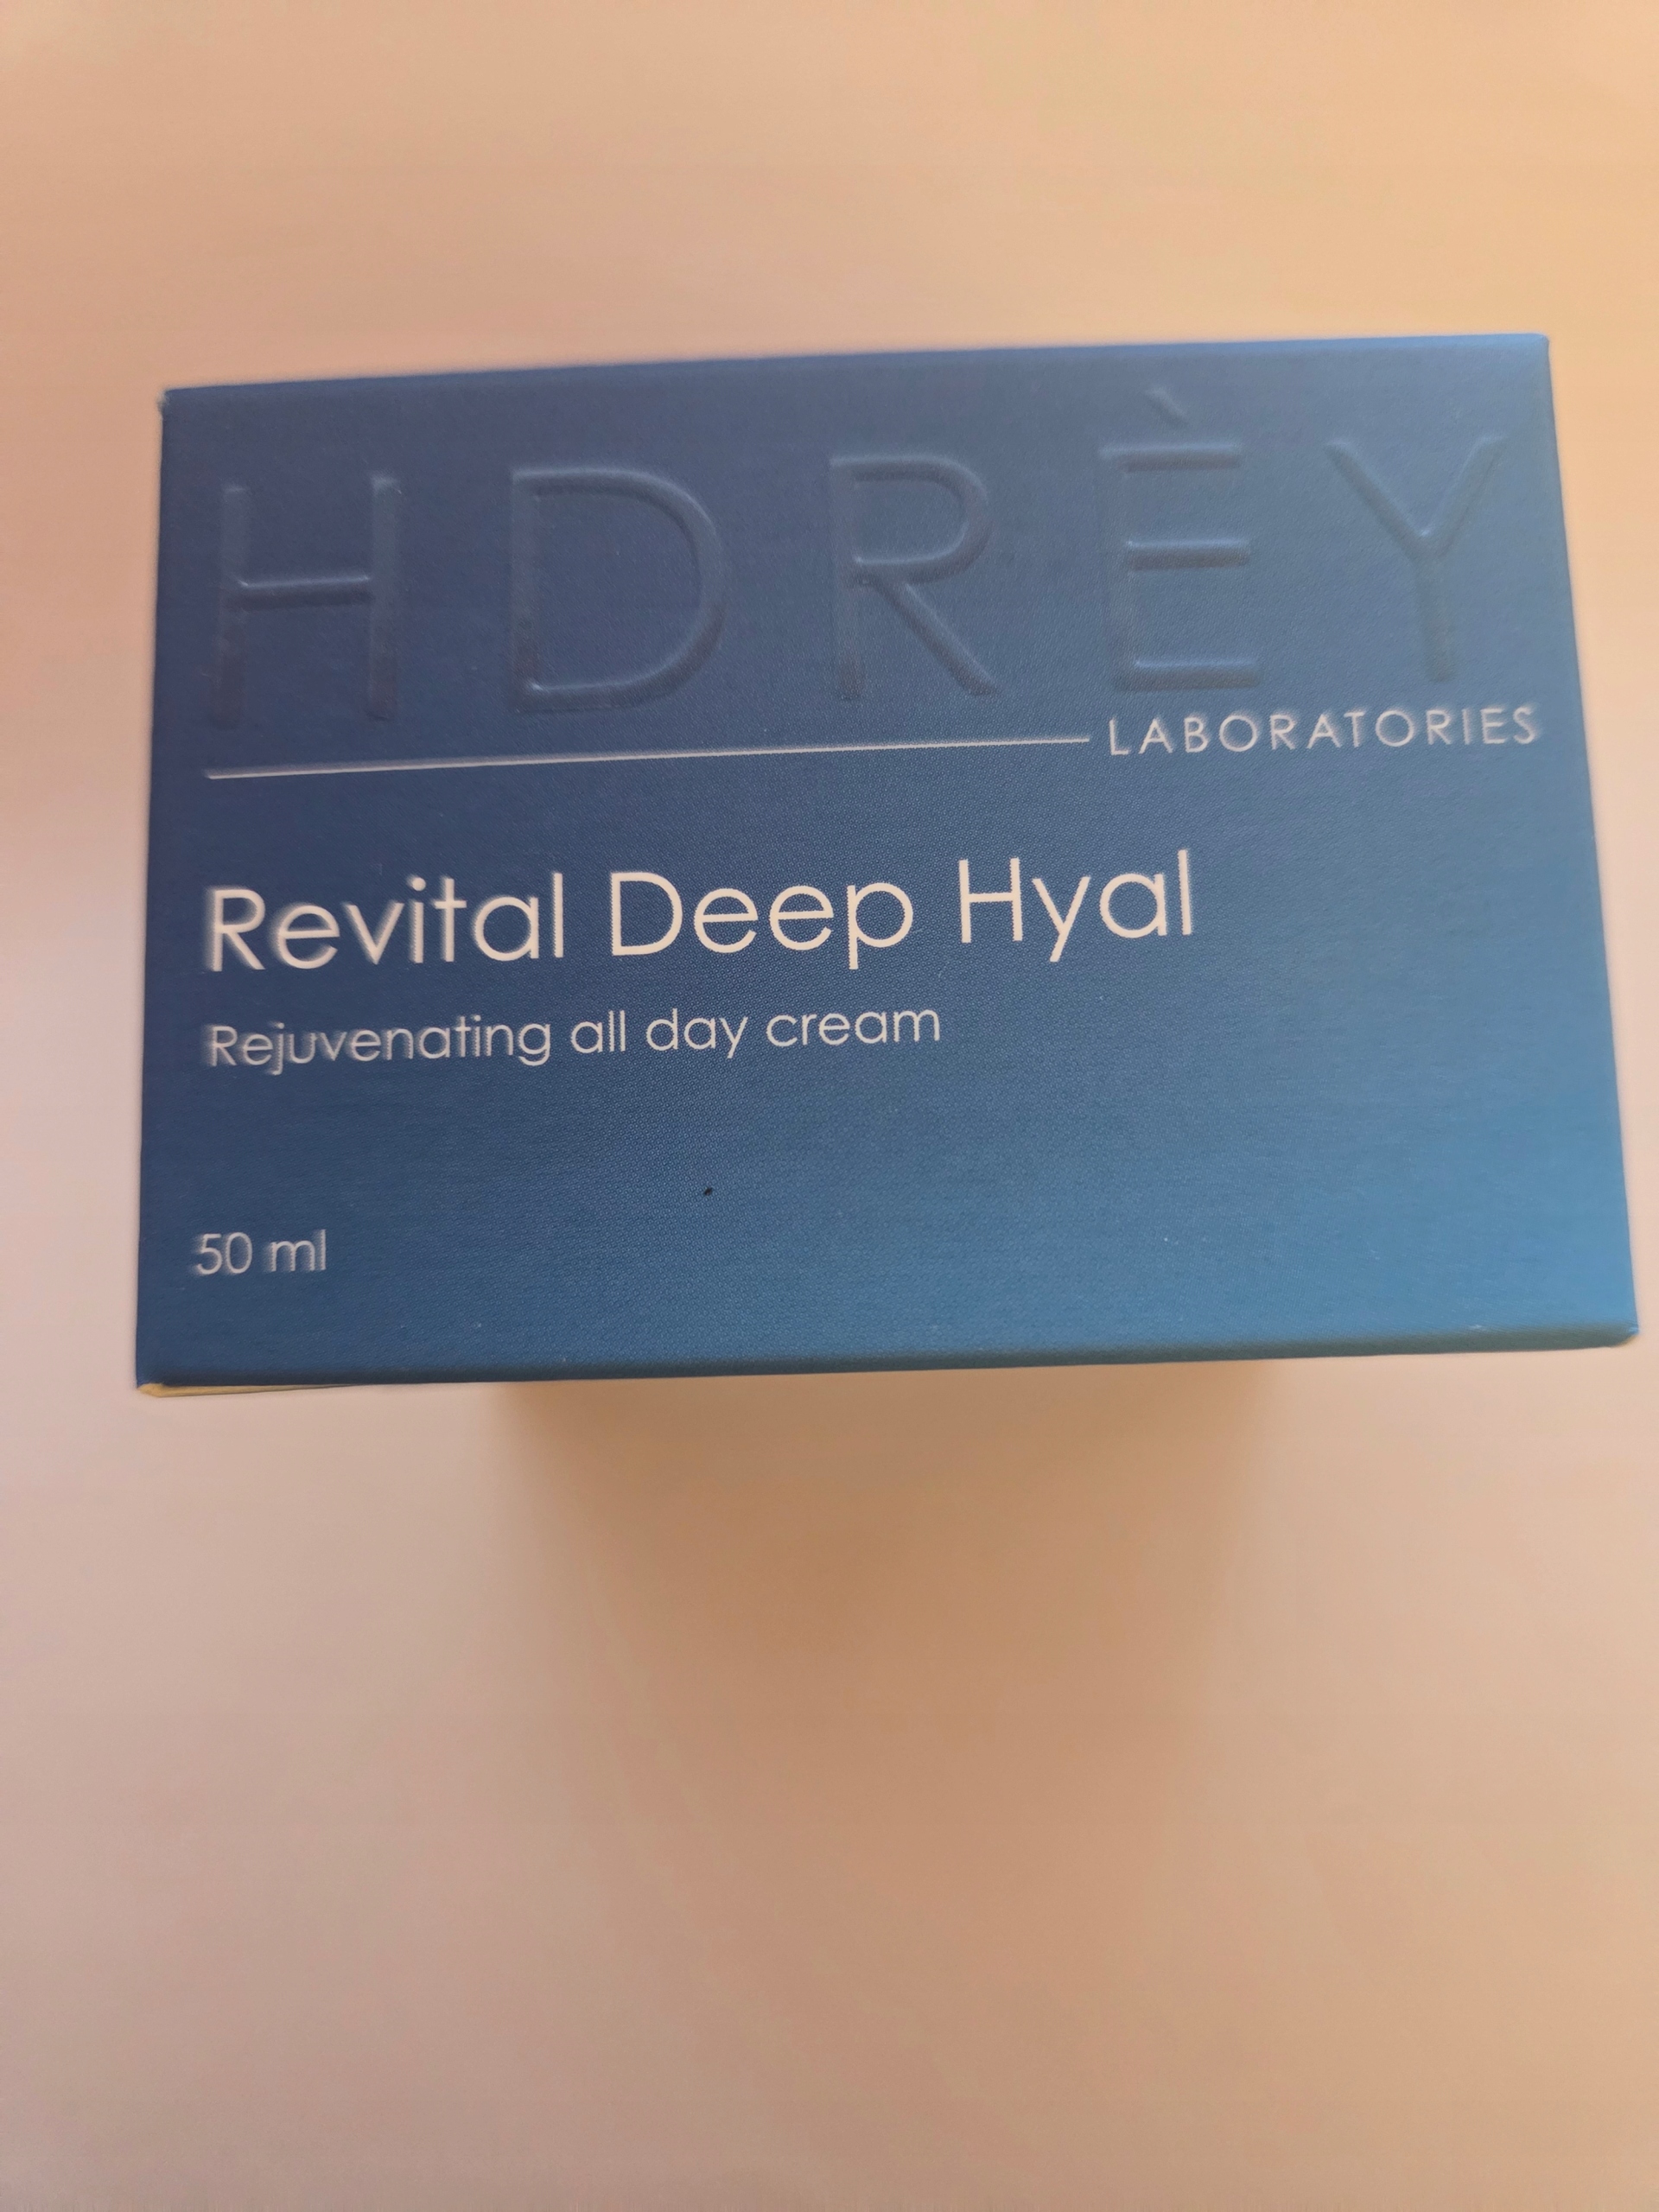 HDRÈY
LABORATORIES
Revital Deep Hyal
Rejuvenating all day cream
50 ml